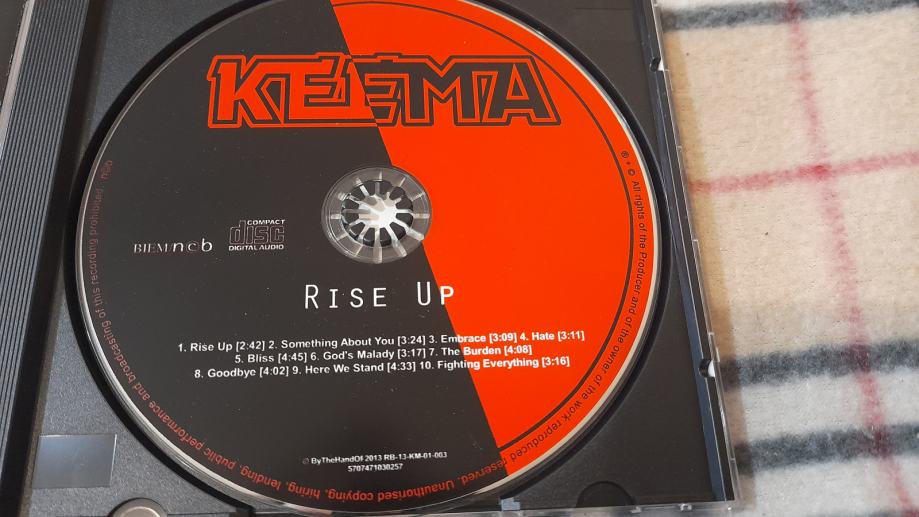 KEEMA
BIEM/n©b
COMPACT
disc
DIGITAL AUDIO
RISE UP
1. Rise Up [2:42] 2. Something About You [3:24] 3. Embrace [3:09] 4. Hate [3:11]
5. Bliss [4:45] 6. God's Malady [3:17] 7. The Burden [4:08]
8. Goodbye [4:02] 9. Here We Stand [4:33] 10. Fighting Everything [3:16]
℗ ByTheHandOf 2013 RB-13-KM-01-003
5707471030257
℗ + © All rights of the Producer and of the owner of the work reproduced reserved. Unauthorised copying, hiring, lending, public performance and broadcasting of this recording prohibited. n©b